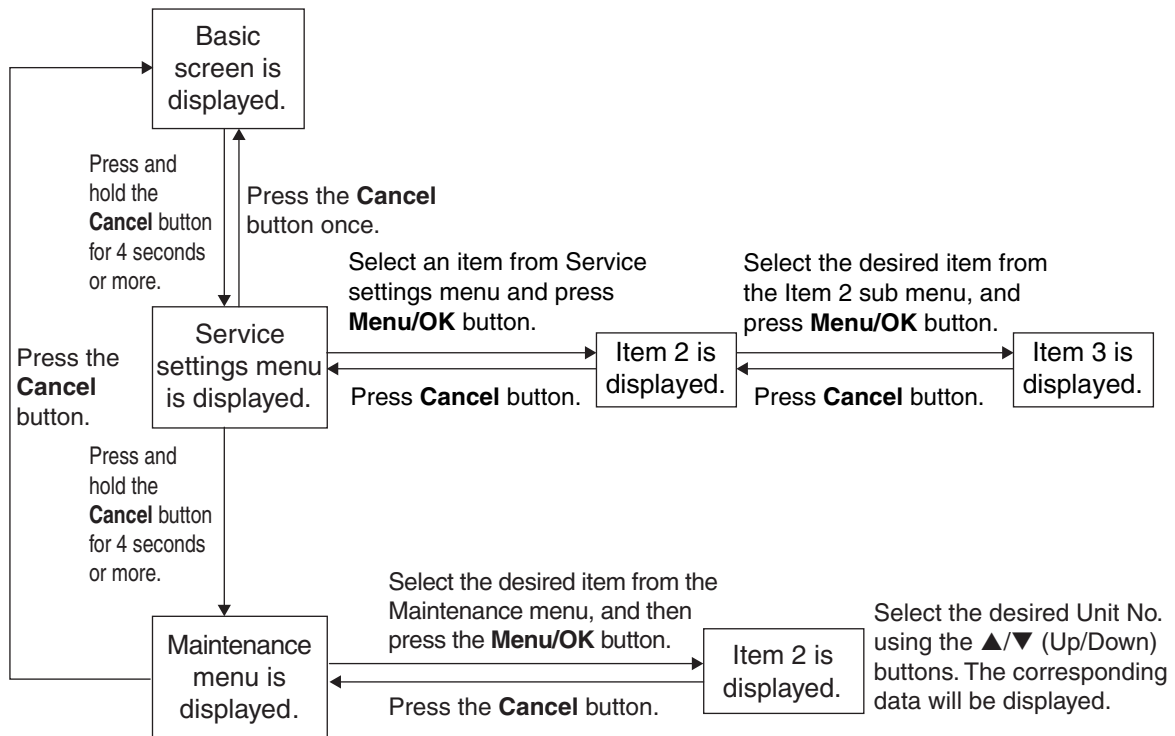 Basic
screen is
displayed.
Press and
hold the
Cancel button
for 4 seconds
or more.
Press the Cancel
button once.
Select an item from Service
settings menu and press
Menu/OK button.
Select the desired item from
the Item 2 sub menu, and
press Menu/OK button.
Press the
Cancel
button.
Service
settings menu
is displayed.
Item 2 is
displayed.
Item 3 is
displayed.
Press Cancel button.
Press Cancel button.
Press and
hold the
Cancel button
for 4 seconds
or more.
Select the desired item from the
Maintenance menu, and then
press the Menu/OK button.
Maintenance
menu is
displayed.
Item 2 is
displayed.
Press the Cancel button.
Select the desired Unit No.
using the ▲/▼ (Up/Down)
buttons. The corresponding
data will be displayed.